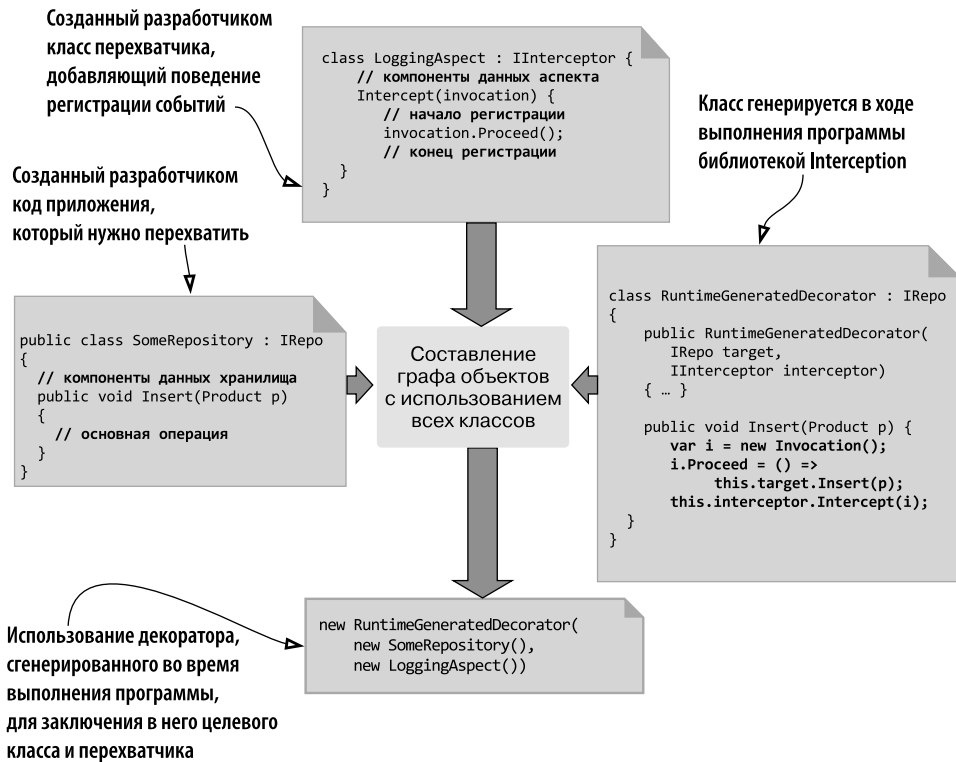 Созданный разработчиком
класс перехватчика,
добавляющий поведение
регистрации событий
class LoggingAspect : IInterceptor {
// компоненты данных аспекта
Intercept(invocation) {
// начало регистрации
invocation.Proceed();
// конец регистрации
}
}
Класс генерируется в ходе
выполнения программы
библиотекой Interception
Созданный разработчиком
код приложения,
который нужно перехватить
public class SomeRepository : IRepo
{
// компоненты данных хранилища
public void Insert(Product p)
{
// основная операция
}
}
Составление
графа объектов
с использованием
всех классов
class RuntimeGeneratedDecorator : IRepo
{
public RuntimeGeneratedDecorator(
IRepo target,
IInterceptor interceptor)
{ … }
public void Insert(Product p) {
var i = new Invocation();
i.Proceed = () =>
this.target.Insert(p);
this.interceptor.Intercept(i);
}
}
Использование декоратора,
сгенерированного во время
выполнения программы,
для заключения в него целевого
класса и перехватчика
new RuntimeGeneratedDecorator(
new SomeRepository(),
new LoggingAspect())